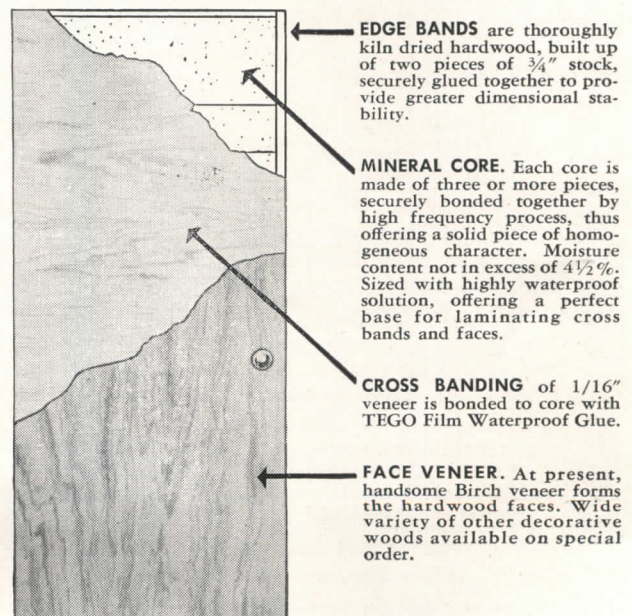 EDGE BANDS are thoroughly
kiln dried hardwood, built up
of two pieces of ¾″ stock,
securely glued together to pro-
vide greater dimensional sta-
bility.
MINERAL CORE. Each core is
made of three or more pieces,
securely bonded together by
high frequency process, thus
offering a solid piece of homo-
geneous character. Moisture
content not in excess of 4½%.
Sized with highly waterproof
solution, offering a perfect
base for laminating cross
bands and faces.
CROSS BANDING of 1/16″
veneer is bonded to core with
TEGO Film Waterproof Glue.
FACE VENEER. At present,
handsome Birch veneer forms
the hardwood faces. Wide
variety of other decorative
woods available on special
order.